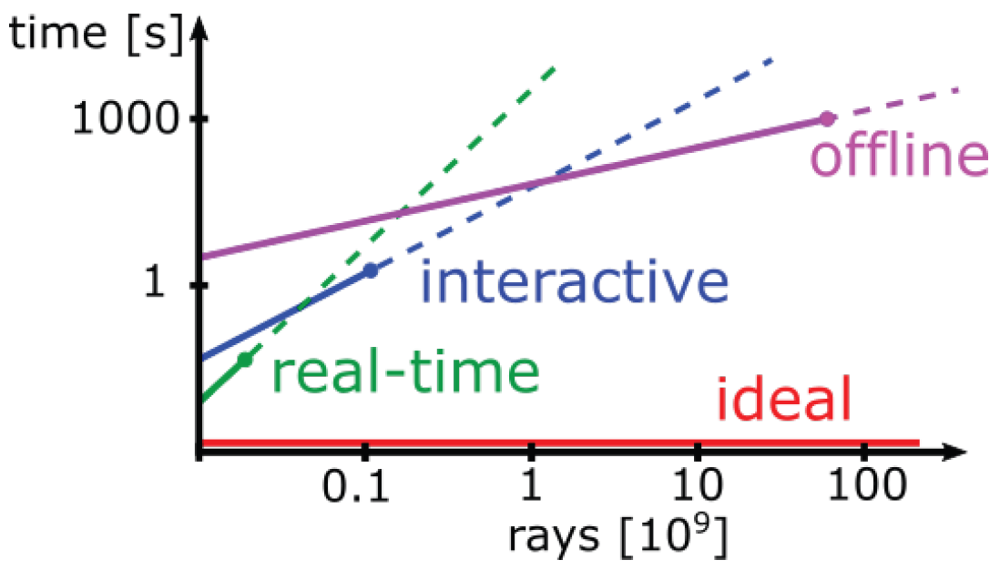 time [s]
1000
offline
1
interactive
real-time
ideal
0.1 1 10 100
rays [10⁹]